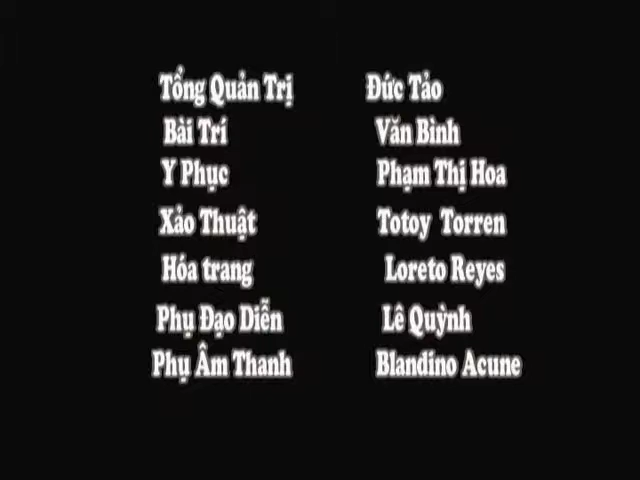 Tổng Quản Trị Đức Tảo
Bài Trí Văn Bình
Y Phục Phạm Thị Hoa
Xảo Thuật Totoy Torren
Hóa trang Loreto Reyes
Phụ Đạo Diễn Lê Quỳnh
Phụ Âm Thanh Blandino Acune